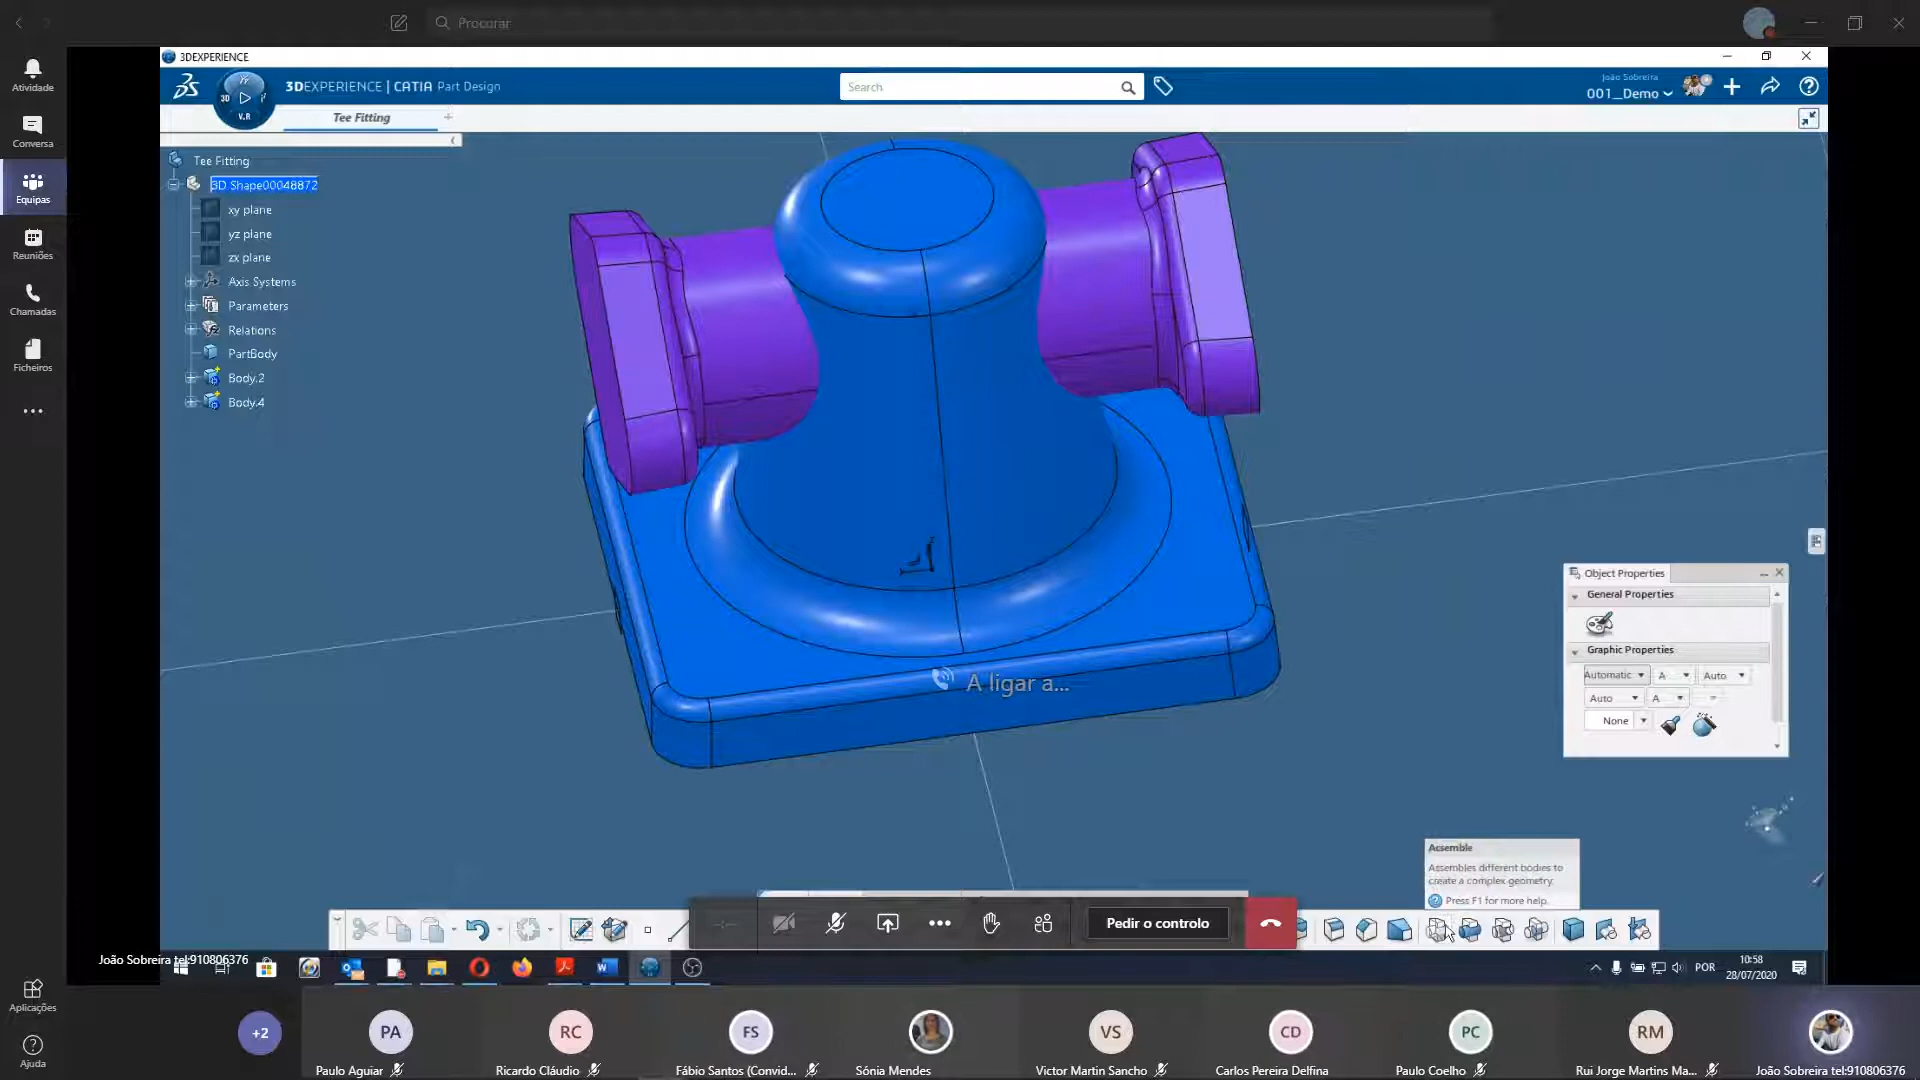 Procurar
3DEXPERIENCE
3DEXPERIENCE | CATIA Part Design
Search
João Sobreira
001_Demo
Tee Fitting
Atividade
Conversa
Equipas
Reuniões
Chamadas
Ficheiros
Aplicações
Ajuda
3D
V.R
Tee Fitting
3D Shape00048872
xy plane
yz plane
zx plane
Axis Systems
Parameters
Relations
PartBody
Body.2
Body.4
A ligar a...
Object Properties
General Properties
Graphic Properties
Automatic
A
Auto
Auto
A
None
Assemble
Assembles different bodies to
create a complex geometry.
Press F1 for more help.
Pedir o controlo
João Sobreira tel:910806376
POR
10:58
28/07/2020
+2
PA
RC
FS
VS
CD
PC
RM
Paulo Aguiar
Ricardo Cláudio
Fábio Santos (Convid...
Sónia Mendes
Victor Martin Sancho
Carlos Pereira Delfina
Paulo Coelho
Rui Jorge Martins Ma...
João Sobreira tel:910806376